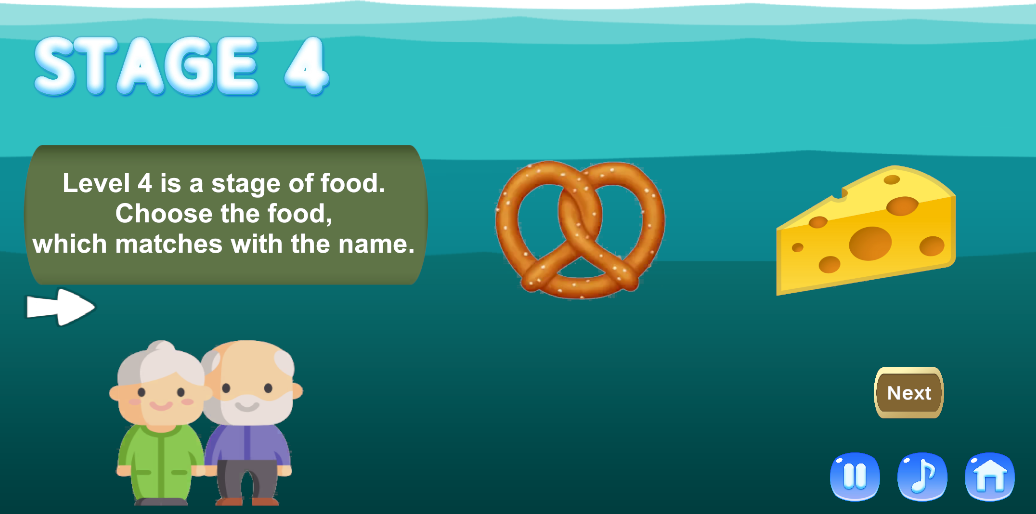 STAGE 4
Level 4 is a stage of food.
Choose the food,
which matches with the name.
Next